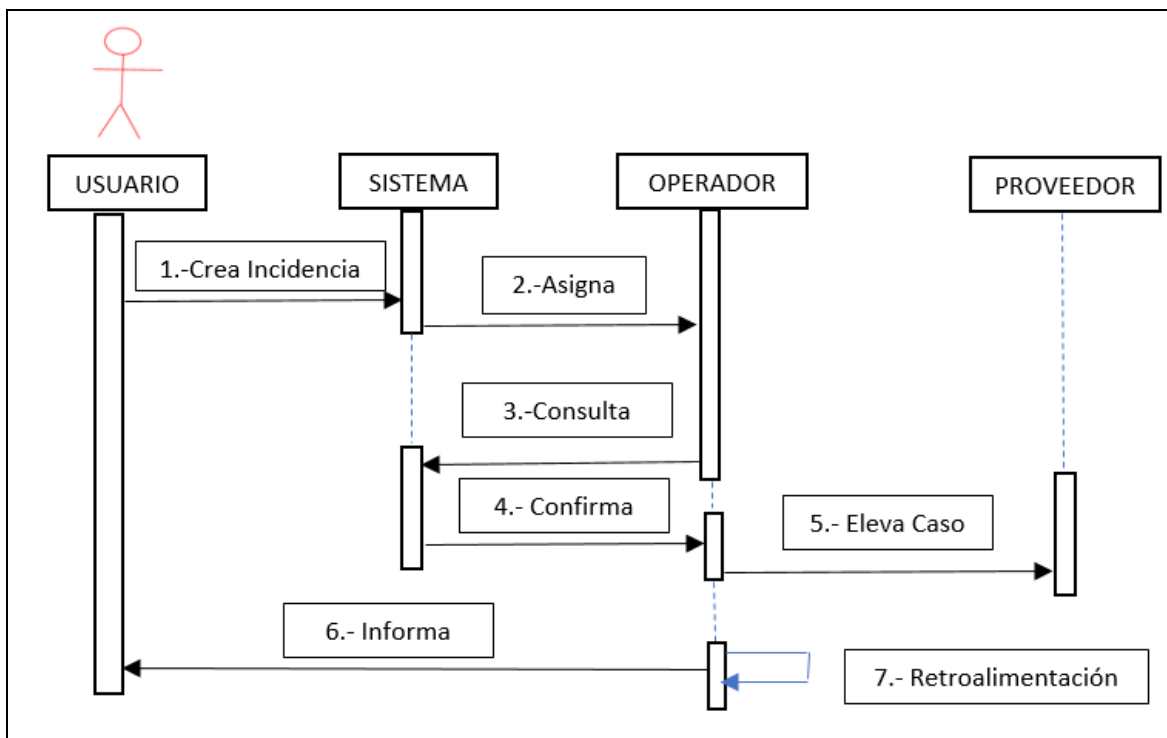 USUARIO
SISTEMA
OPERADOR
PROVEEDOR
1.-Crea Incidencia
2.-Asigna
3.-Consulta
4.- Confirma
5.- Eleva Caso
6.- Informa
7.- Retroalimentación